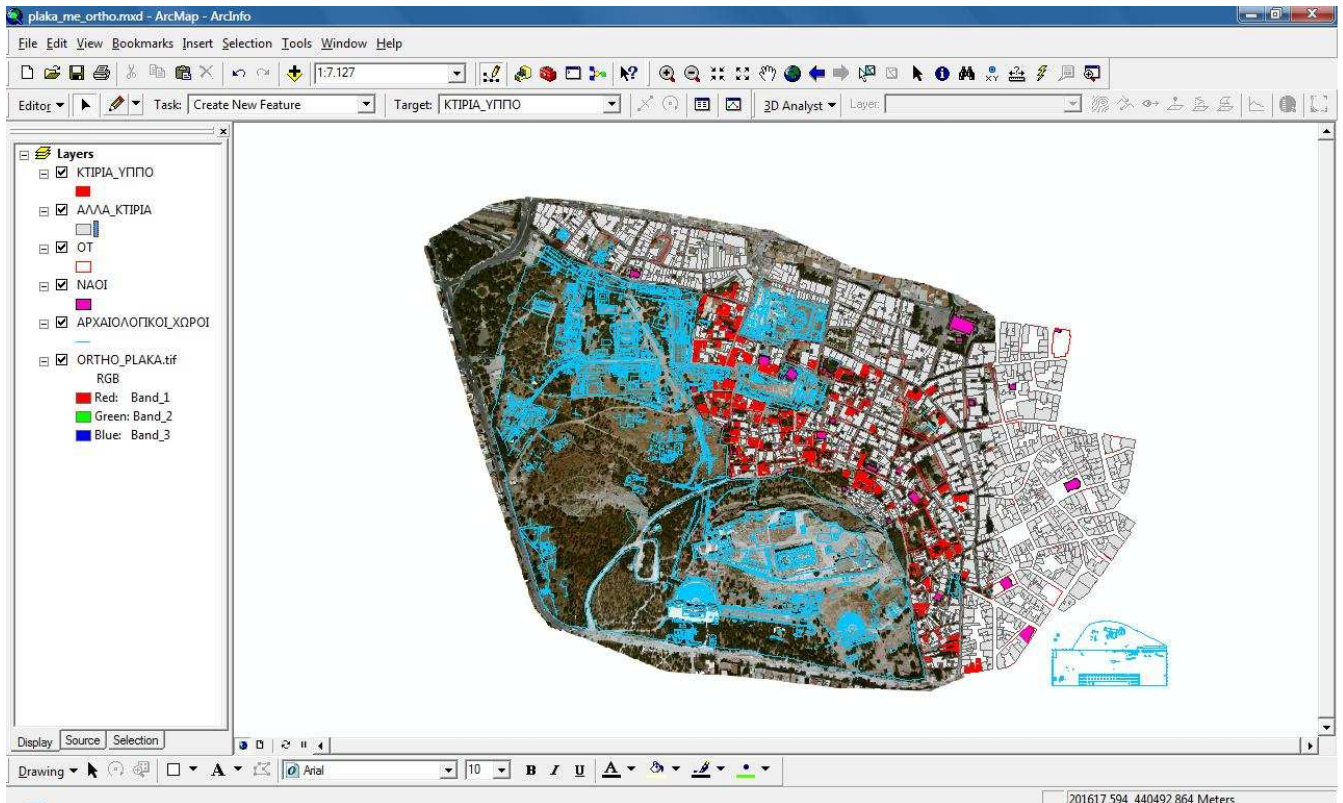 plaka_me_ortho.mxd - ArcMap - ArcInfo
File Edit View Bookmarks Insert Selection Tools Window Help
1:7.127
Editor Task: Create New Feature Target: ΚΤΙΡΙΑ_ΥΠΠΟ 3D Analyst Layer:
Layers
ΚΤΙΡΙΑ_ΥΠΠΟ
ΑΛΛΑ_ΚΤΙΡΙΑ
ΟΤ
ΝΑΟΙ
ΑΡΧΑΙΟΛΟΓΙΚΟΙ_ΧΩΡΟΙ
ORTHO_PLAKA.tif
RGB
Red: Band_1
Green: Band_2
Blue: Band_3
Display Source Selection
Drawing A Arial 10 B I U A
201617,594 440492,864 Meters